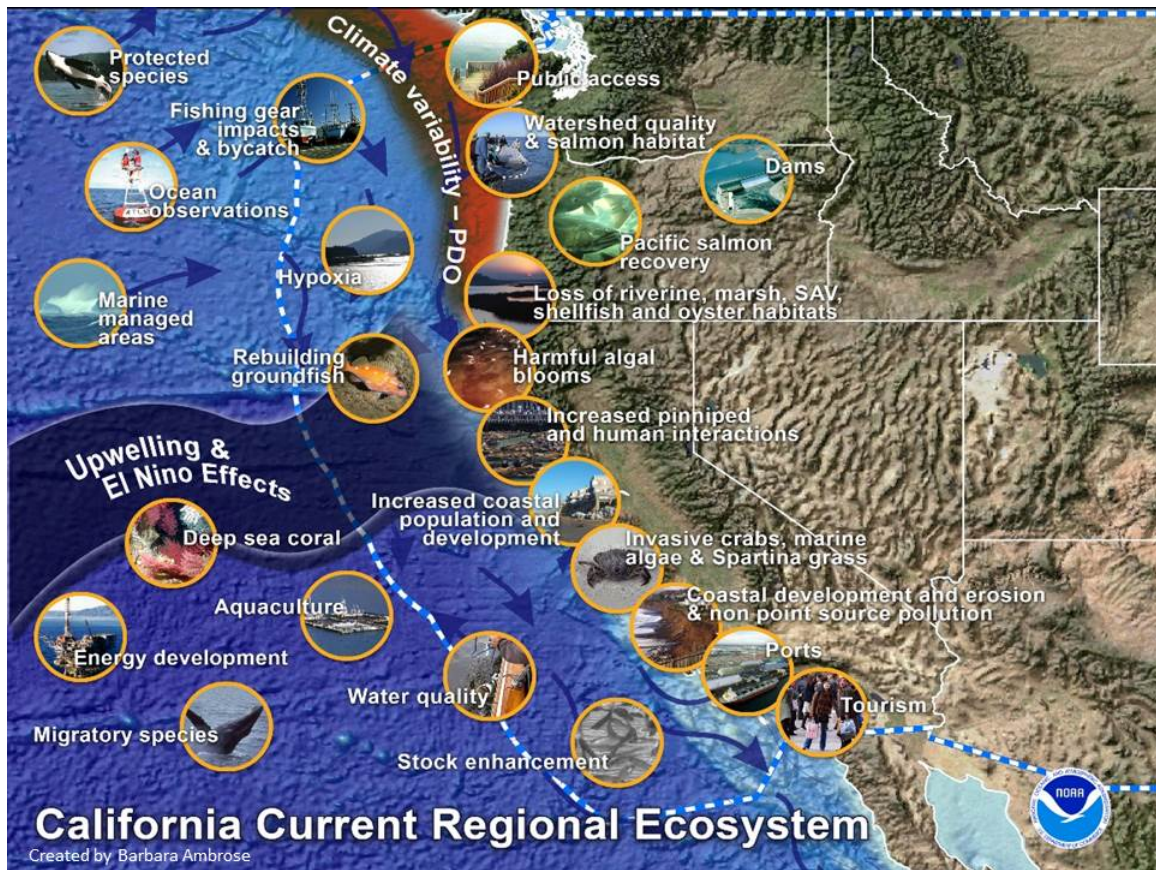 Protected
species
Fishing gear
impacts
& bycatch
Ocean
observations
Marine
managed
areas
Climate variability – PDO
Hypoxia
Rebuilding
groundfish
Public access
Watershed quality
& salmon habitat
Dams
Pacific salmon
recovery
Loss of riverine, marsh, SAV,
shellfish and oyster habitats
Harmful algal
blooms
Increased pinniped
and human interactions
Upwelling &
El Nino Effects
Deep sea coral
Increased coastal
population and
development
Invasive crabs, marine
algae & Spartina grass
Coastal development and erosion
& non point source pollution
Aquaculture
Energy development
Water quality
Ports
Tourism
Migratory species
Stock enhancement
California Current Regional Ecosystem
Created by Barbara Ambrose
NOAA